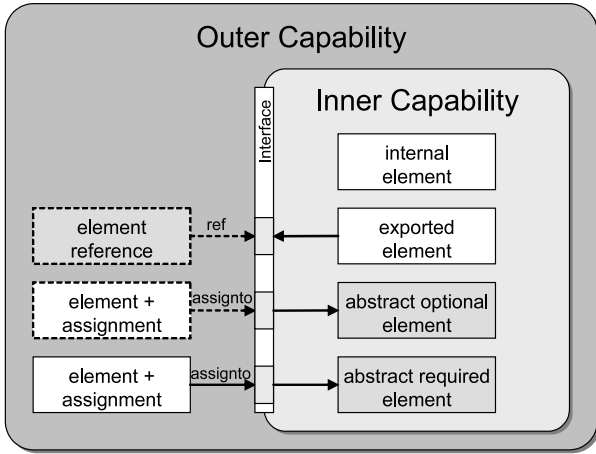 Outer Capability
Inner Capability
Interface
internal
element
element
reference
ref
exported
element
element +
assignment
assignto
abstract optional
element
element +
assignment
assignto
abstract required
element